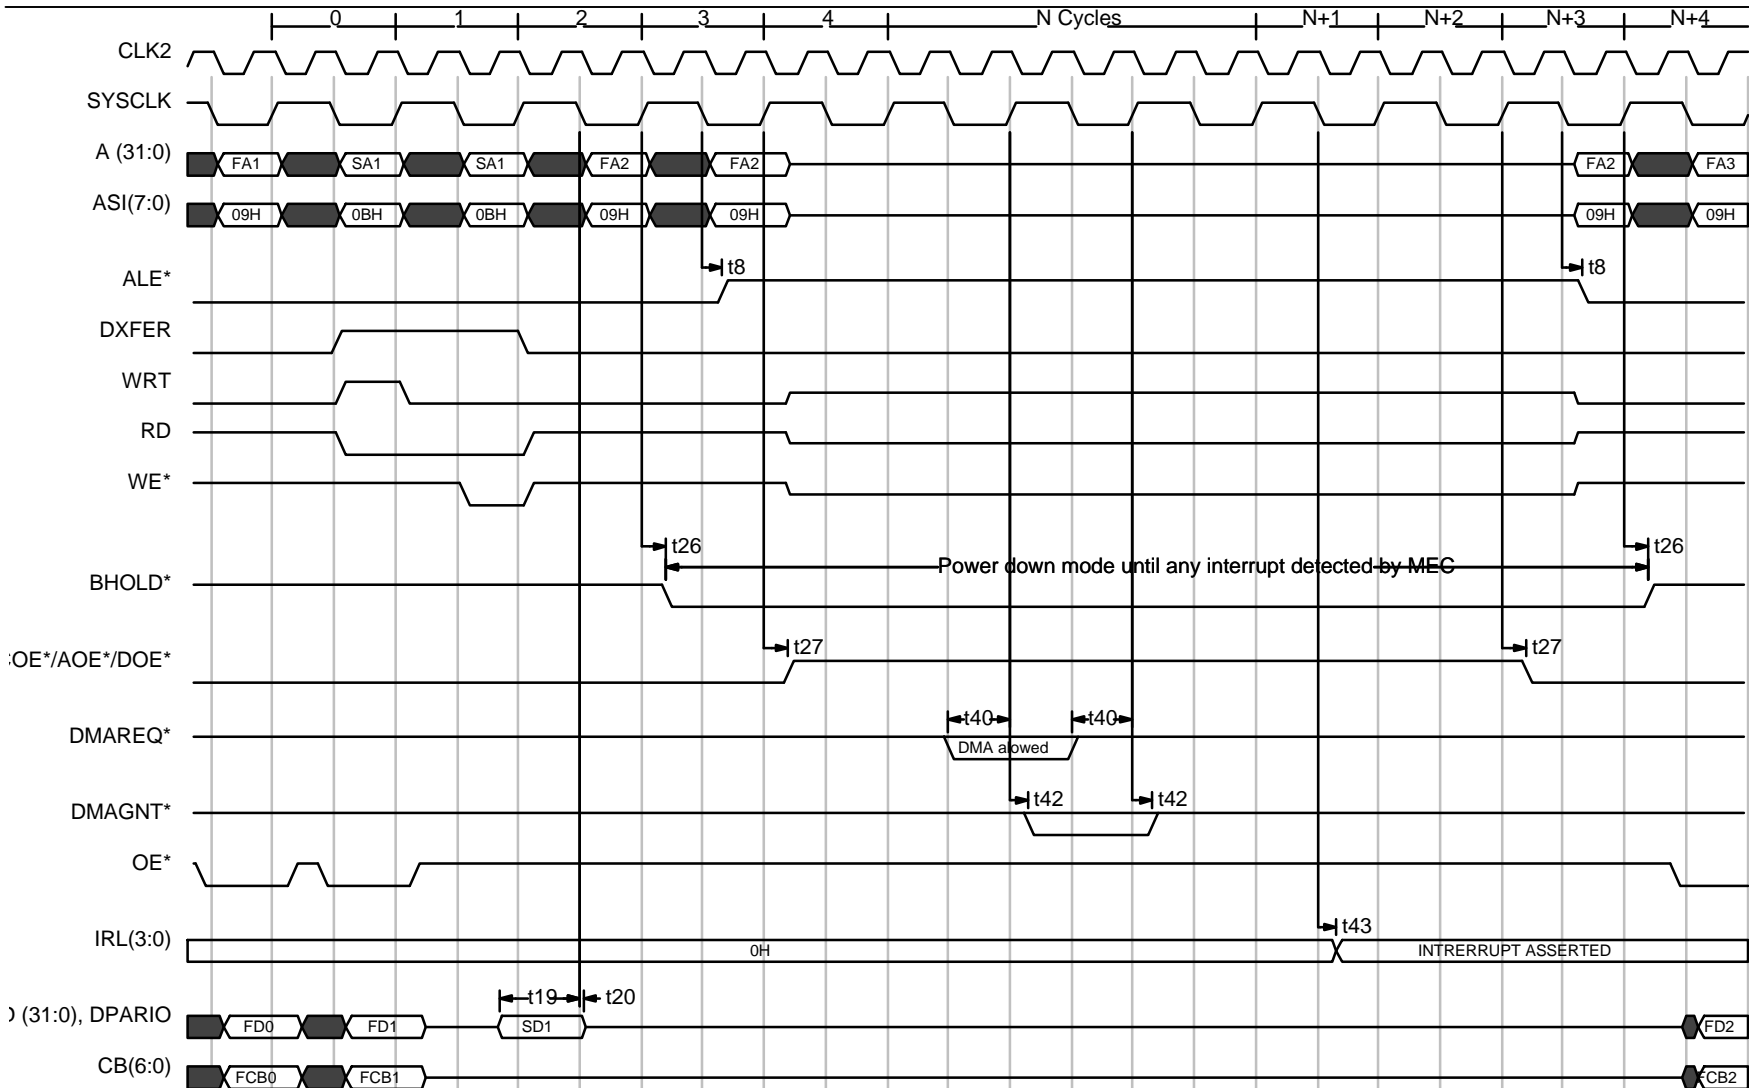 0 1 2 3 4 N Cycles N+1 N+2 N+3 N+4
CLK2
SYSCLK
A (31:0) FA1 SA1 SA1 FA2 FA2 FA2 FA3
ASI(7:0) 09H 0BH 0BH 09H 09H 09H 09H
t8 t8
ALE*
DXFER
WRT
RD
WE*
t26 t26
Power down mode until any interrupt detected by MEC
BHOLD*
t27 t27
OE*/AOE*/DOE*
t40 t40
DMAREQ* DMA alowed
t42 t42
DMAGNT*
OE*
t43
IRL(3:0) 0H INTRERRUPT ASSERTED
t19 t20
(31:0), DPARIO FD0 FD1 SD1 FD2
CB(6:0) FCB0 FCB1 FCB2